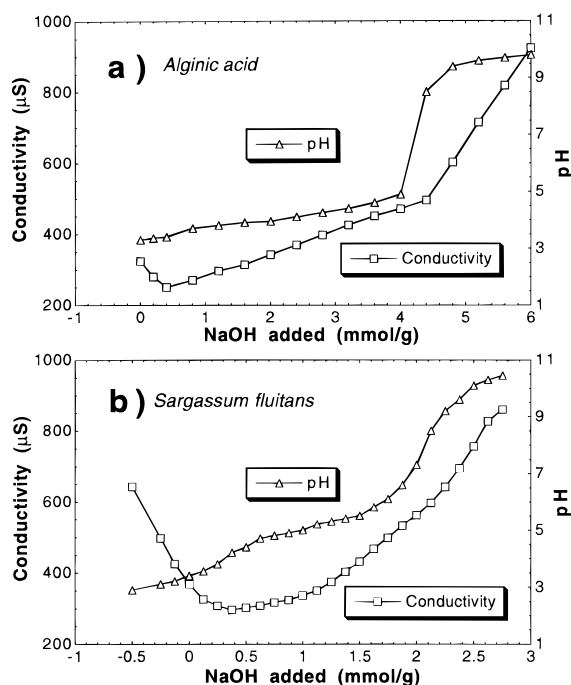 a ) Alginic acid
pH
Conductivity
Conductivity (µS)
1000
800
600
400
200
11
9
7
5
3
1
pH
-1 0 1 2 3 4 5 6
NaOH added (mmol/g)
b ) Sargassum fluitans
pH
Conductivity
Conductivity (µS)
1000
800
600
400
200
11
9
7
5
3
1
pH
-1 -0.5 0 0.5 1 1.5 2 2.5 3
NaOH added (mmol/g)